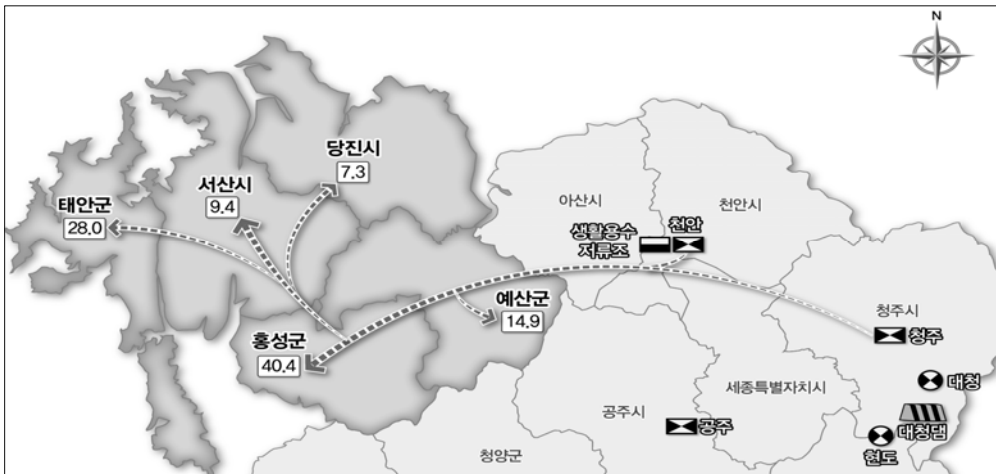 N
당진시
7.3
서산시
9.4
태안군
28.0
아산시
천안시
생활용수
저류조
천안
예산군
14.9
홍성군
40.4
청주시
청주
세종특별자치시
대청
대청댐
현도
공주시
공주
청양군